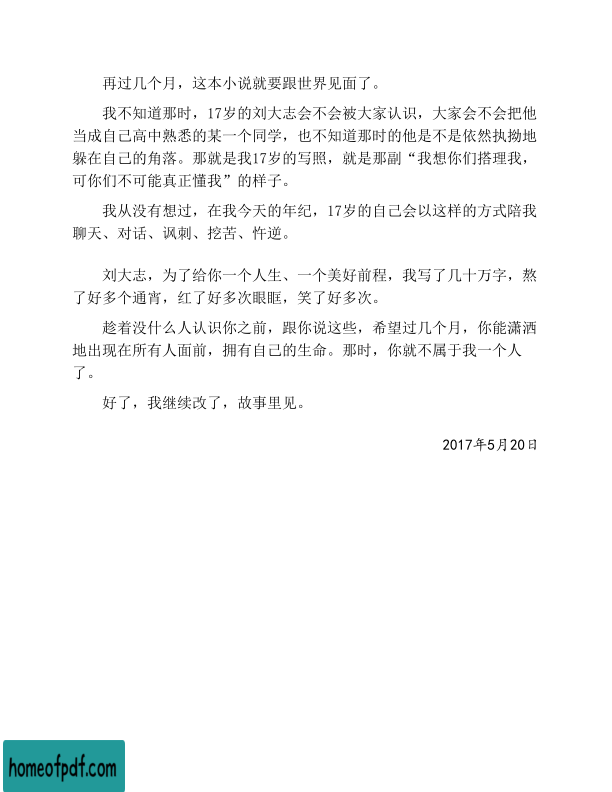 再过几个月，这本小说就要跟世界见面了。
我不知道那时，17岁的刘大志会不会被大家认识，大家会不会把他
当成自己高中熟悉的某一个同学，也不知道那时的他是不是依然执拗地
躲在自己的角落。那就是我17岁的写照，就是那副“我想你们搭理我，
可你们不可能真正懂我”的样子。
我从没有想过，在我今天的年纪，17岁的自己会以这样的方式陪我
聊天、对话、讽刺、挖苦、忤逆。
刘大志，为了给你一个人生、一个美好前程，我写了几十万字，熬
了好多个通宵，红了好多次眼眶，笑了好多次。
趁着没什么人认识你之前，跟你说这些，希望过几个月，你能潇洒
地出现在所有人面前，拥有自己的生命。那时，你就不属于我一个人
了。
好了，我继续改了，故事里见。
2017年5月20日
homeofpdf.com